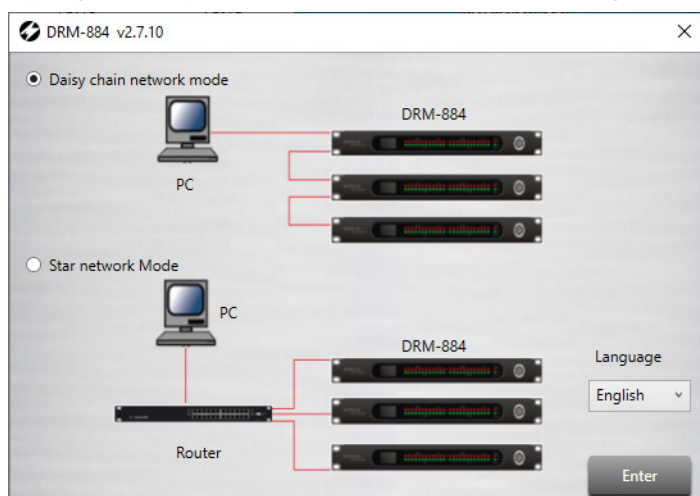 DRM-884 v2.7.10
Daisy chain network mode
DRM-884
PC
Star network Mode
PC
DRM-884
Language
English
Router
Enter